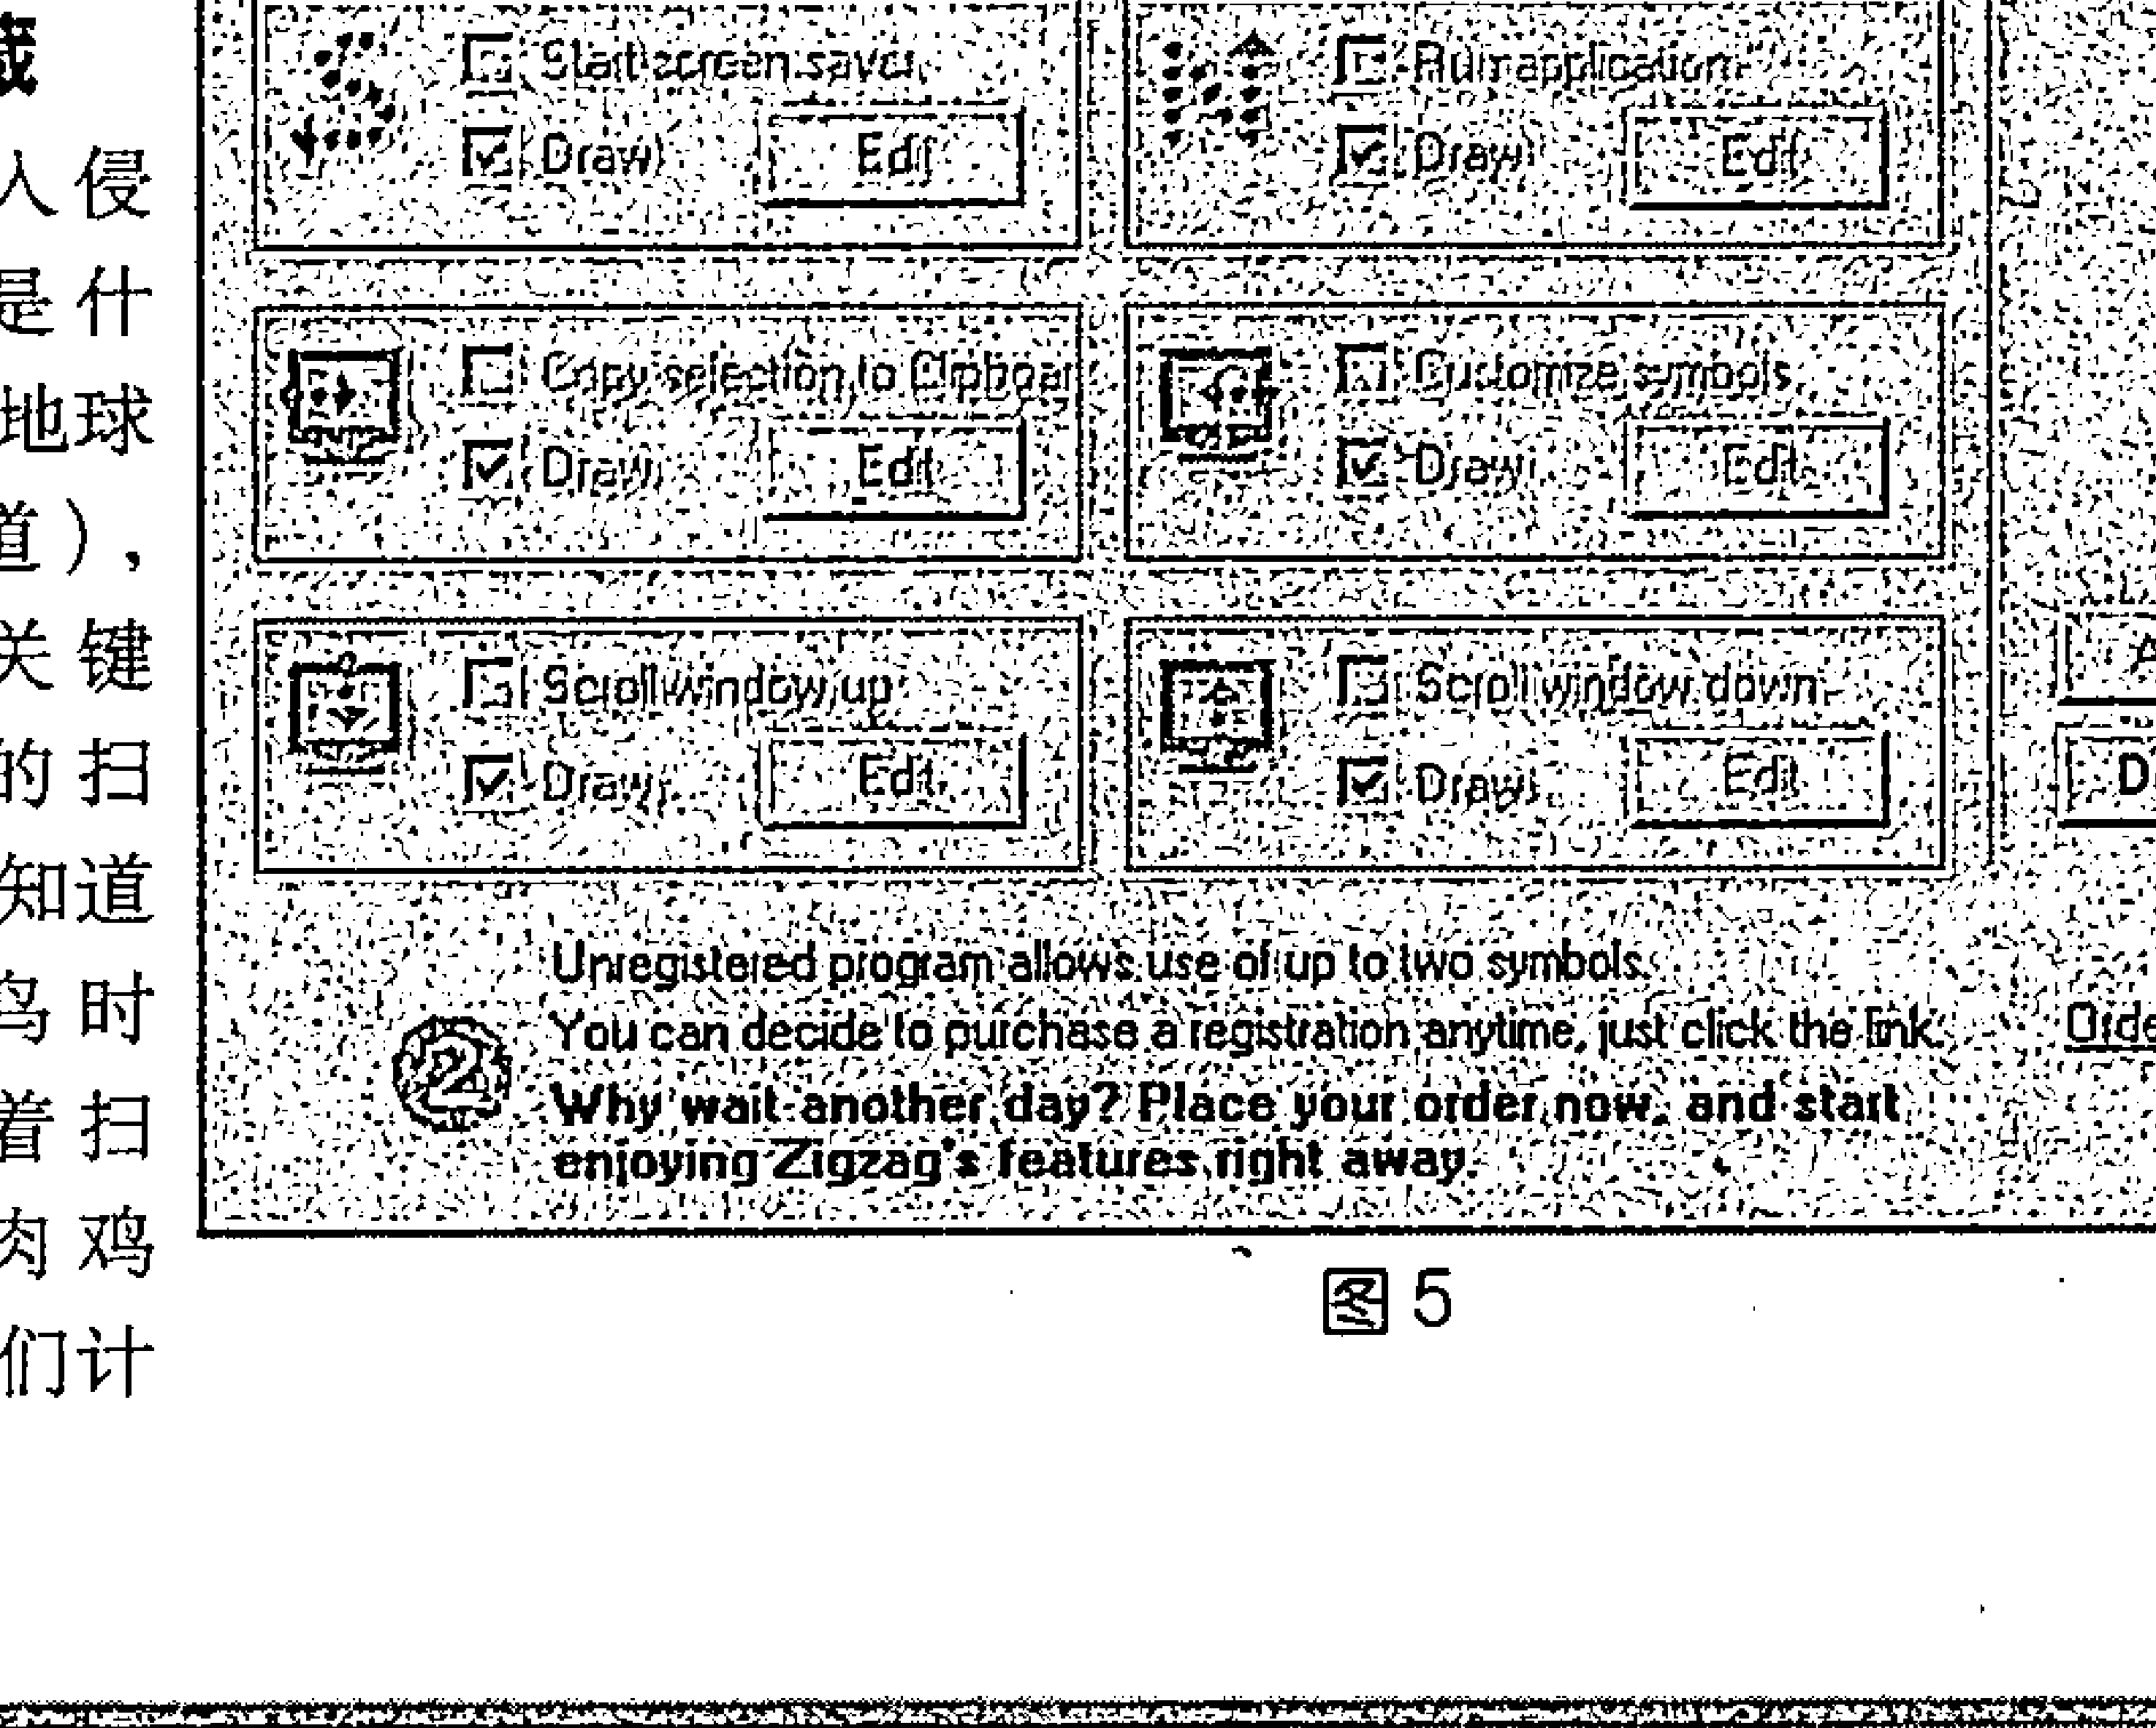 人侵
是什
地球
道），
关键
的扫
知道
鸟时
着扫
肉鸡
们计
Start screen saver
Run application
Draw
Edit
Draw
Edit
Copy selection to Clipboar
Customize symbols
Draw
Edit
Draw
Edit
Scroll window up
Scroll window down
Draw
Edit
Draw
Edit
Unregistered program allows use of up to two symbols.
You can decide to purchase a registration anytime, just click the link.
Orde
Why wait another day? Place your order now, and start
enjoying Zigzag's features right away.
图 5